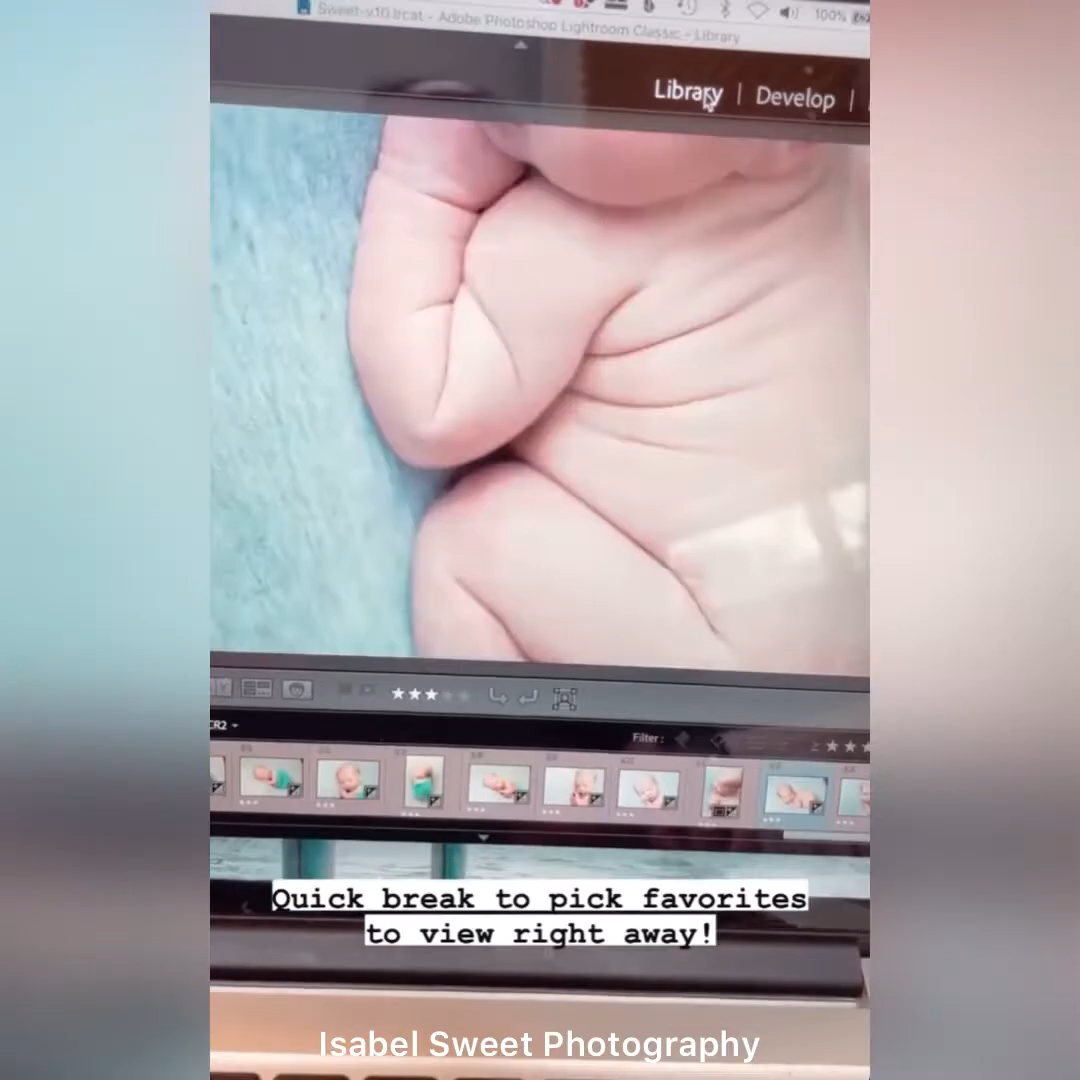 Sweet-v10.lrcat - Adobe Photoshop Lightroom Classic - Library
100%
Library | Develop |
CR2
Filter:
Quick break to pick favorites
to view right away!
Isabel Sweet Photography